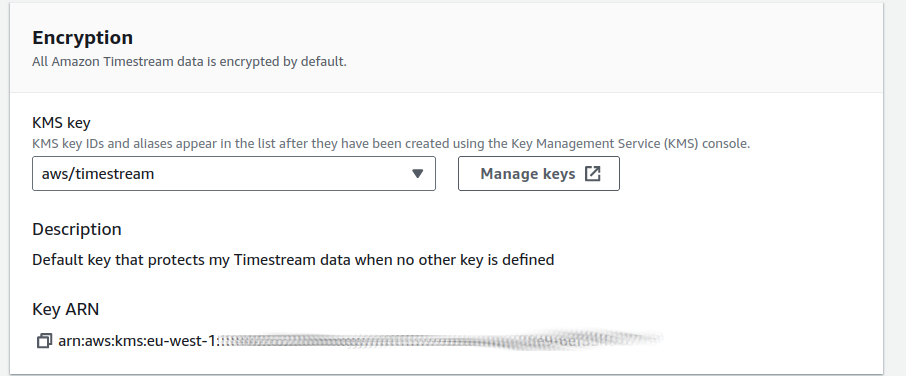 Encryption
All Amazon Timestream data is encrypted by default.
KMS key
KMS key IDs and aliases appear in the list after they have been created using the Key Management Service (KMS) console.
aws/timestream
Manage keys
Description
Default key that protects my Timestream data when no other key is defined
Key ARN
arn:aws:kms:eu-west-1: